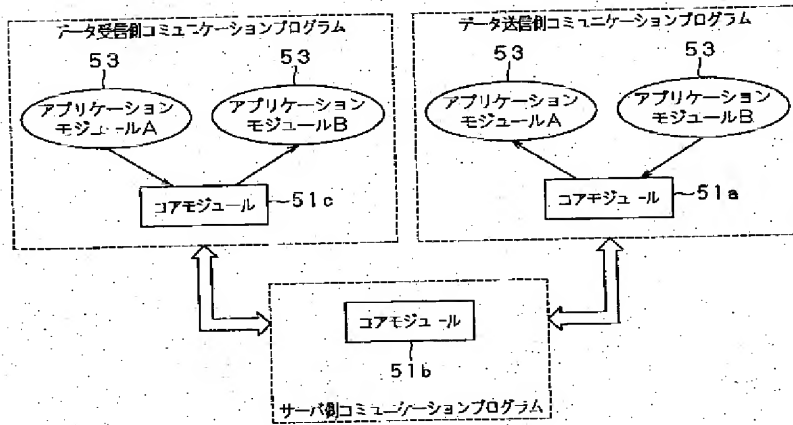 データ受信側コミュニケーションプログラム
53
53
アプリケーション
モジュールA
アプリケーション
モジュールB
コアモジュール
51c
データ送信側コミュニケーションプログラム
53
53
アプリケーション
モジュールA
アプリケーション
モジュールB
コアモジュール
51a
コアモジュール
51b
サーバ側コミュニケーションプログラム